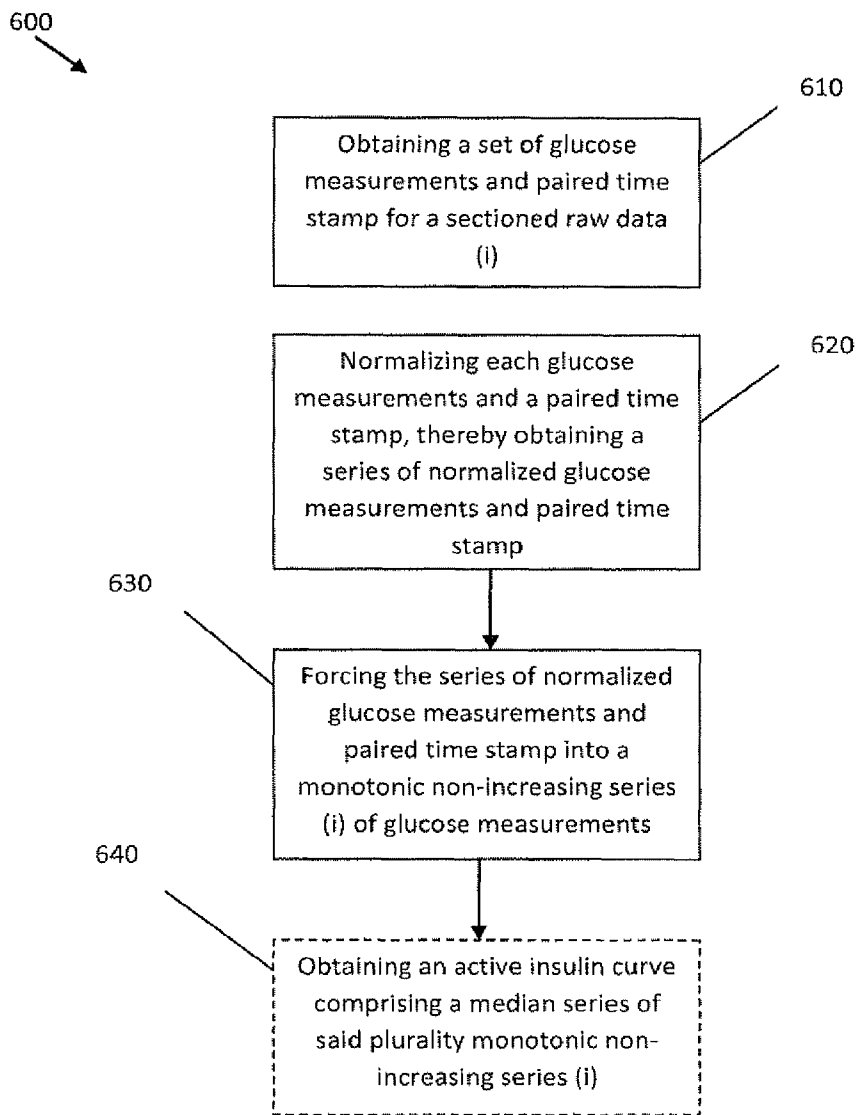 600
610
Obtaining a set of glucose
measurements and paired time
stamp for a sectioned raw data
(i)
620
Normalizing each glucose
measurements and a paired time
stamp, thereby obtaining a
series of normalized glucose
measurements and paired time
stamp
630
Forcing the series of normalized
glucose measurements and
paired time stamp into a
monotonic non-increasing series
(i) of glucose measurements
640
Obtaining an active insulin curve
comprising a median series of
said plurality monotonic non-
increasing series (i)